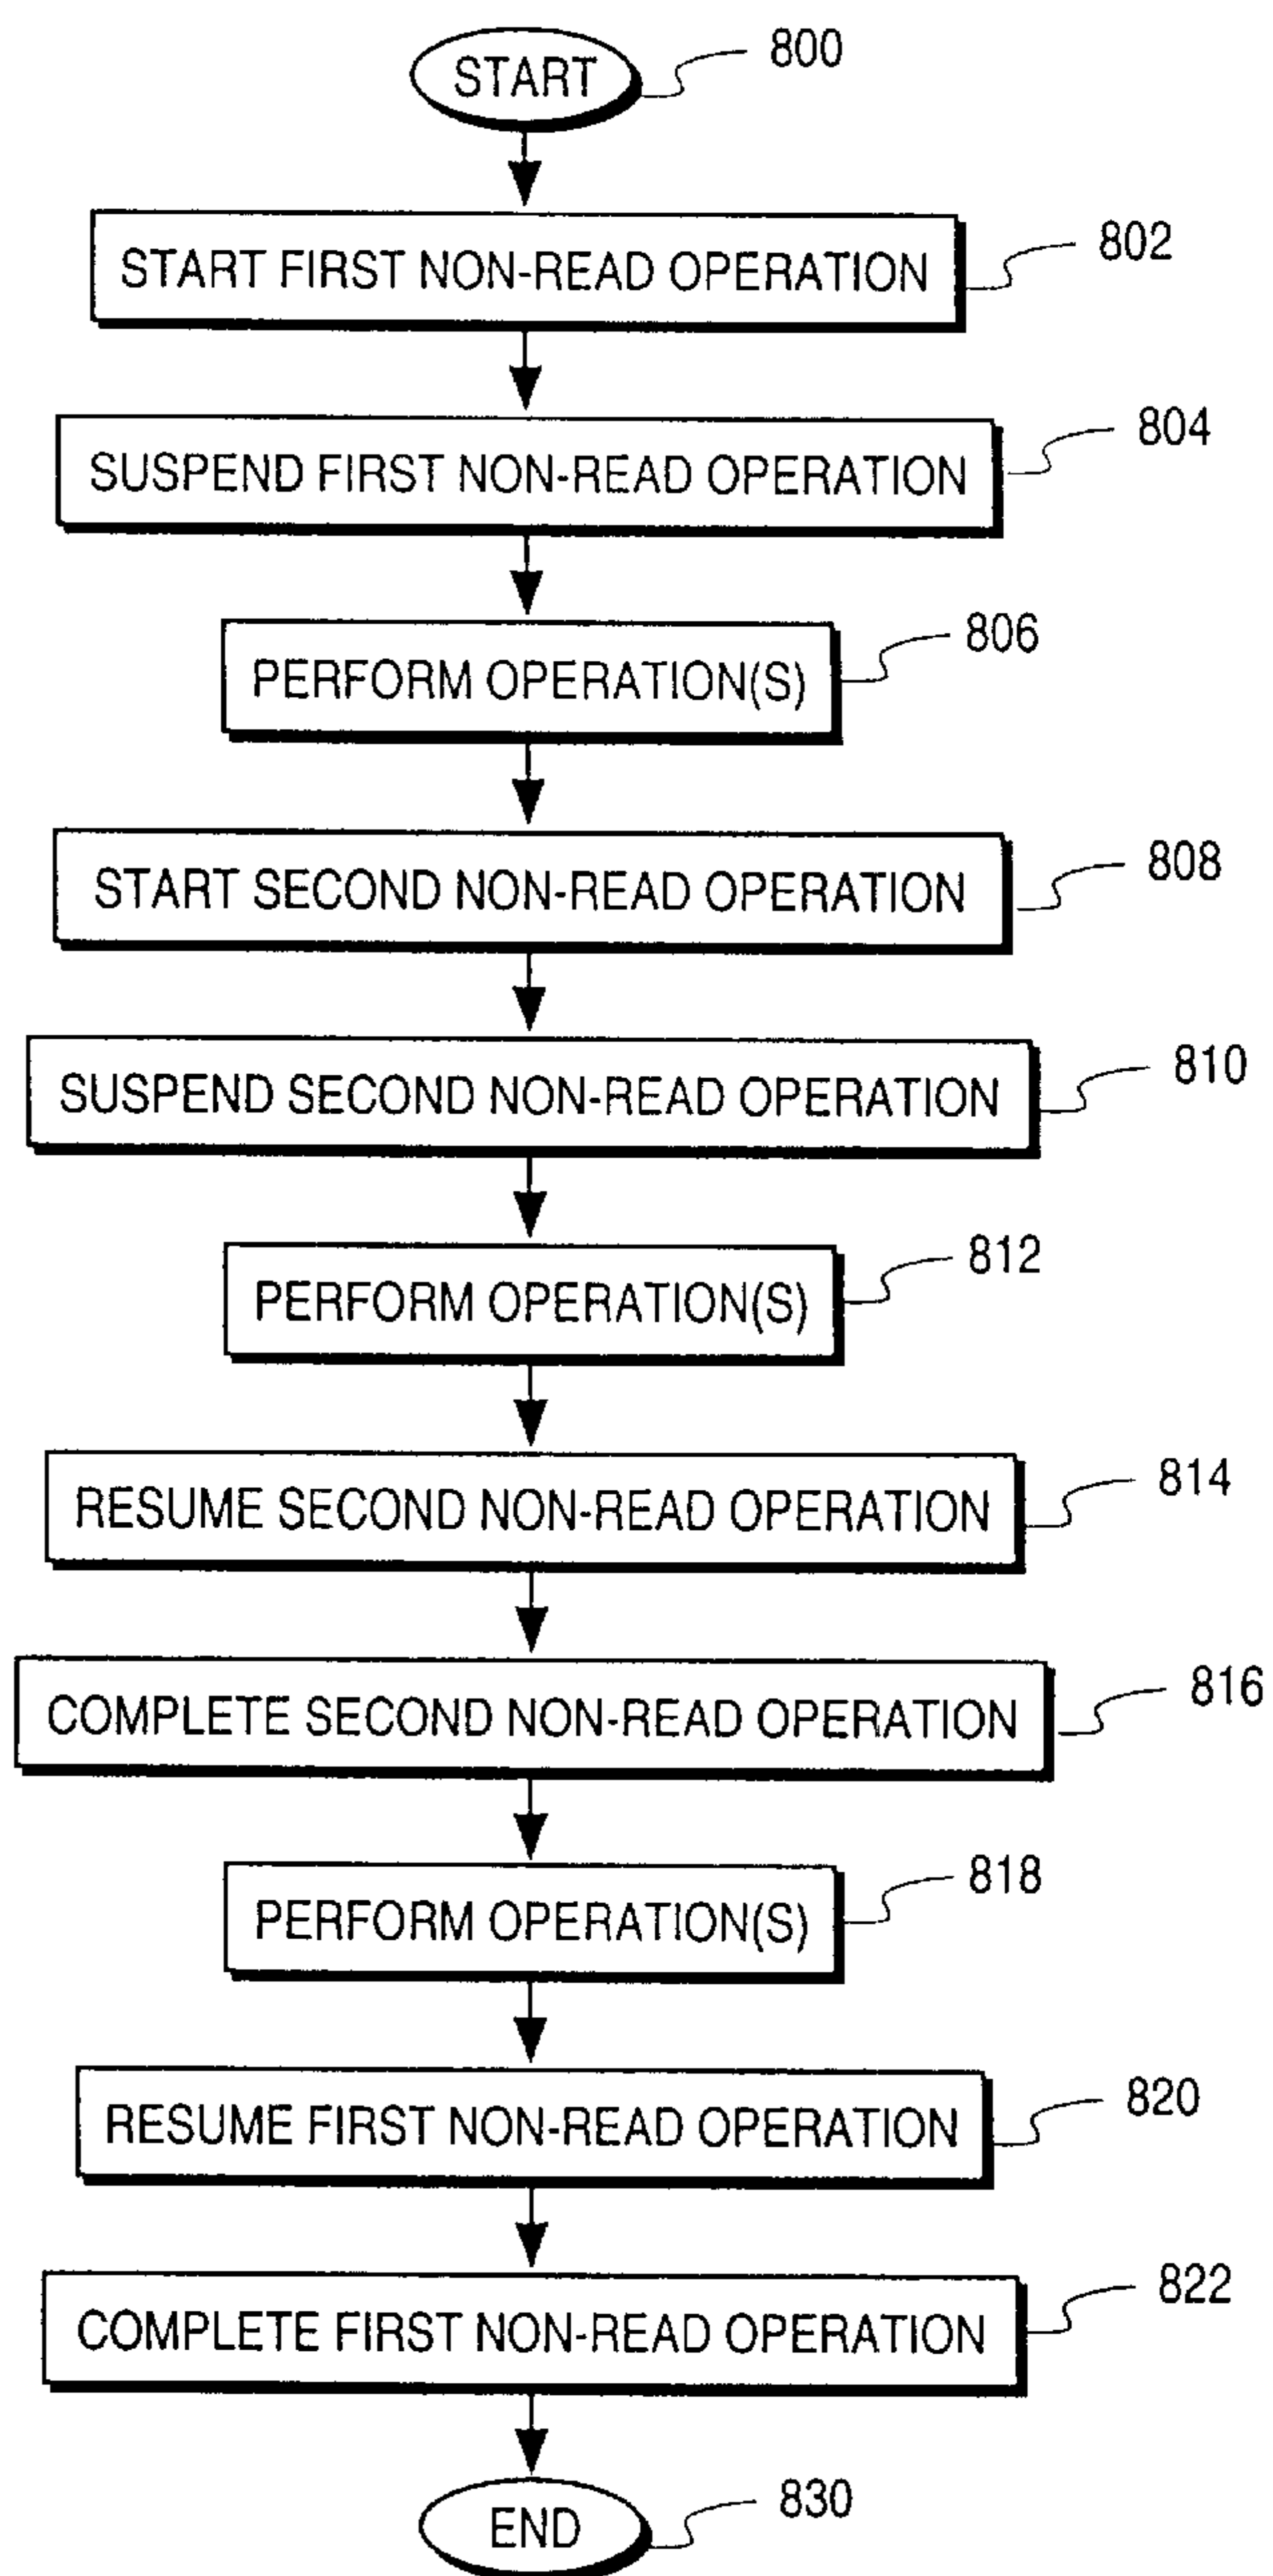 START
800
START FIRST NON-READ OPERATION
802
SUSPEND FIRST NON-READ OPERATION
804
PERFORM OPERATION(S)
806
START SECOND NON-READ OPERATION
808
SUSPEND SECOND NON-READ OPERATION
810
PERFORM OPERATION(S)
812
RESUME SECOND NON-READ OPERATION
814
COMPLETE SECOND NON-READ OPERATION
816
PERFORM OPERATION(S)
818
RESUME FIRST NON-READ OPERATION
820
COMPLETE FIRST NON-READ OPERATION
822
END
830